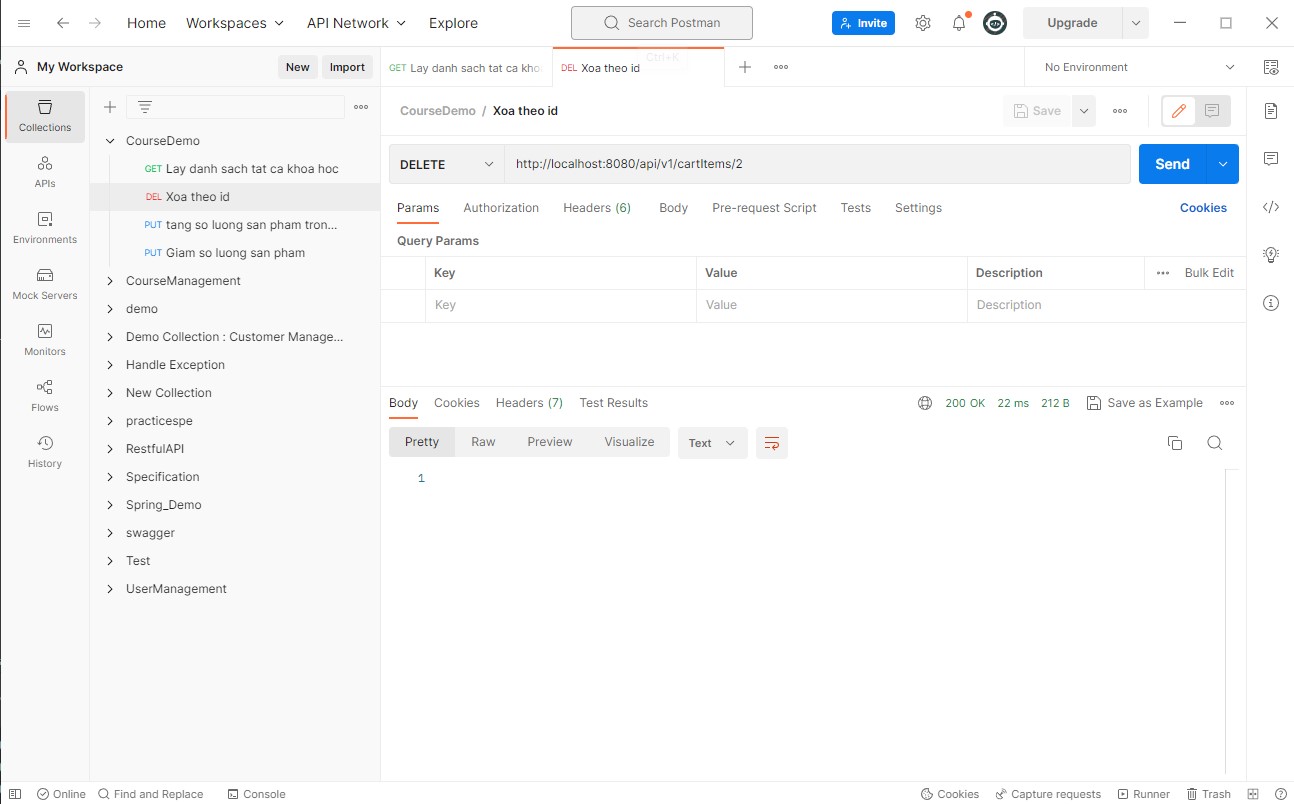 Home Workspaces API Network Explore Search Postman Invite Upgrade
My Workspace New Import GET Lay danh sach tat ca kho DEL Xoa theo id Ctrl+K No Environment
CourseDemo / Xoa theo id Save
Collections
APIs
Environments
Mock Servers
Monitors
Flows
History
CourseDemo
GET Lay danh sach tat ca khoa hoc
DEL Xoa theo id
PUT tang so luong san pham tron...
PUT Giam so luong san pham
CourseManagement
demo
Demo Collection : Customer Manage...
Handle Exception
New Collection
practicespe
RestfulAPI
Specification
Spring_Demo
swagger
Test
UserManagement
DELETE http://localhost:8080/api/v1/cartItems/2 Send
Params Authorization Headers (6) Body Pre-request Script Tests Settings Cookies
Query Params
Key Value Description Bulk Edit
Key Value Description
Body Cookies Headers (7) Test Results 200 OK 22 ms 212 B Save as Example
Pretty Raw Preview Visualize Text
1
Online Find and Replace Console Cookies Capture requests Runner Trash